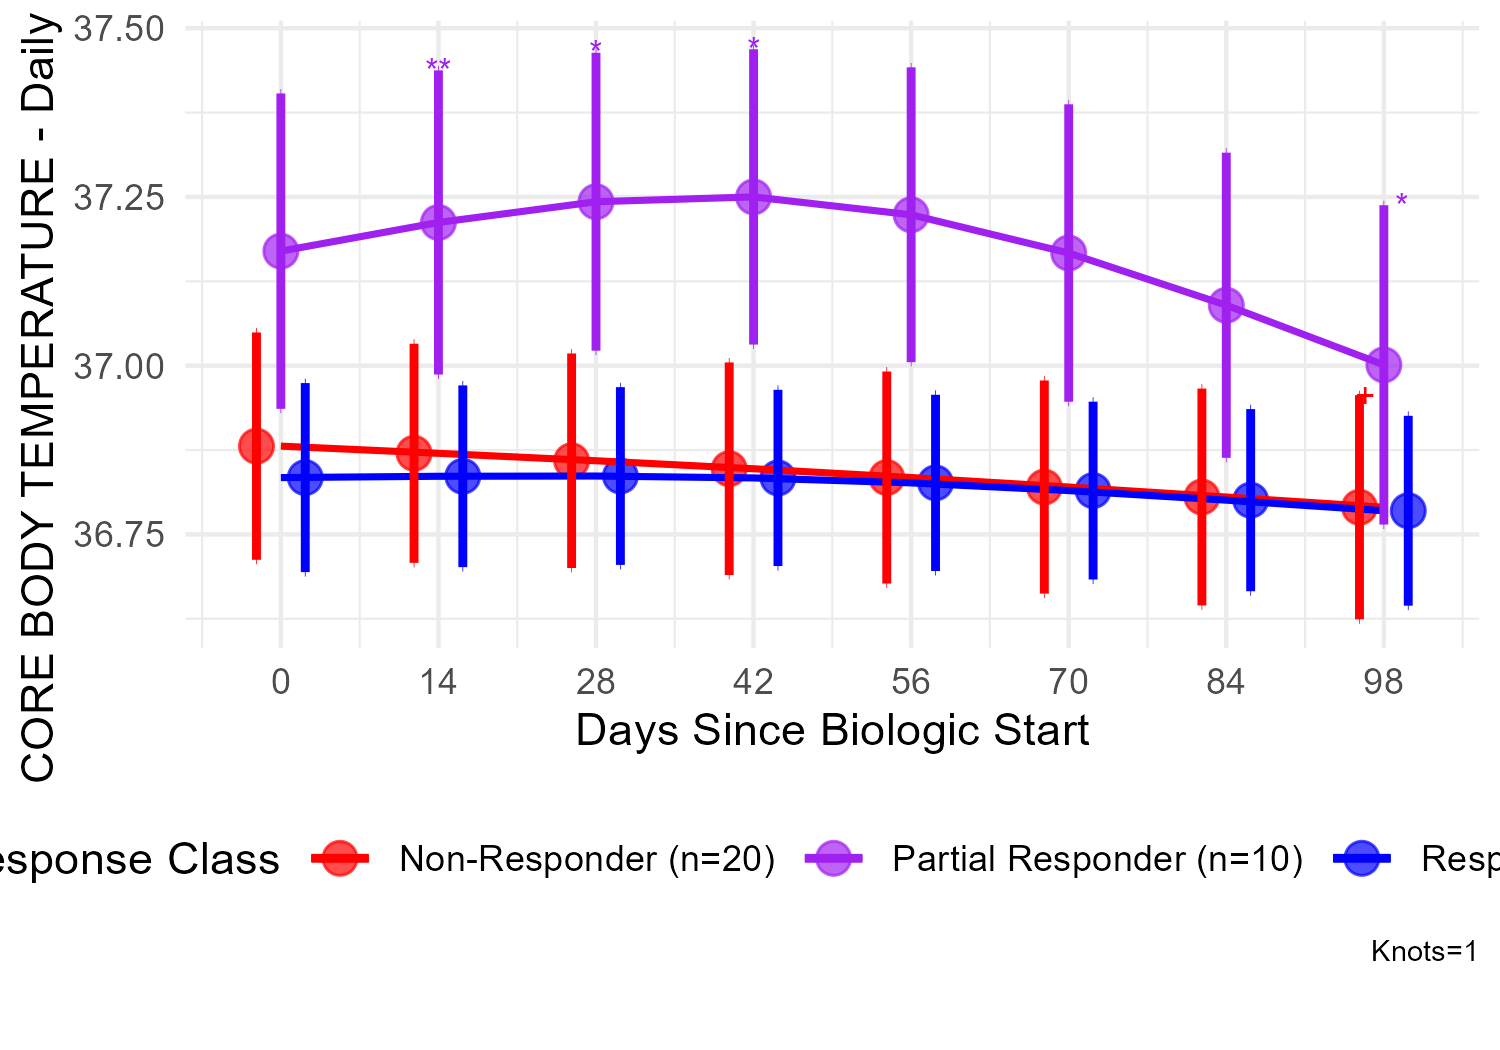 CORE BODY TEMPERATURE - Daily
37.50
37.25
37.00
36.75
**
*
*
*
+
0 14 28 42 56 70 84 98
Days Since Biologic Start
esponse Class Non-Responder (n=20) Partial Responder (n=10) Resp
Knots=1